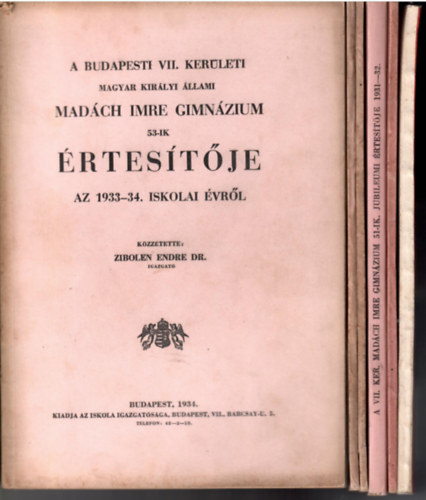 A BUDAPESTI VII. KERÜLETI
MAGYAR KIRÁLYI ÁLLAMI
MADÁCH IMRE GIMNÁZIUM
53-IK
ÉRTESÍTŐJE
AZ 1933—34. ISKOLAI ÉVRŐL
KÖZZETETTE:
ZIBOLEN ENDRE DR.
IGAZGATÓ
BUDAPEST, 1934.
KIADJA AZ ISKOLA IGAZGATÓSÁGA, BUDAPEST, VII., BARCSAY-U. 5.
TELEFON:
A VII. KER. MADÁCH IMRE GIMNÁZIUM 51-IK, JUBILEUMI ÉRTESÍTŐJE 1931—32.